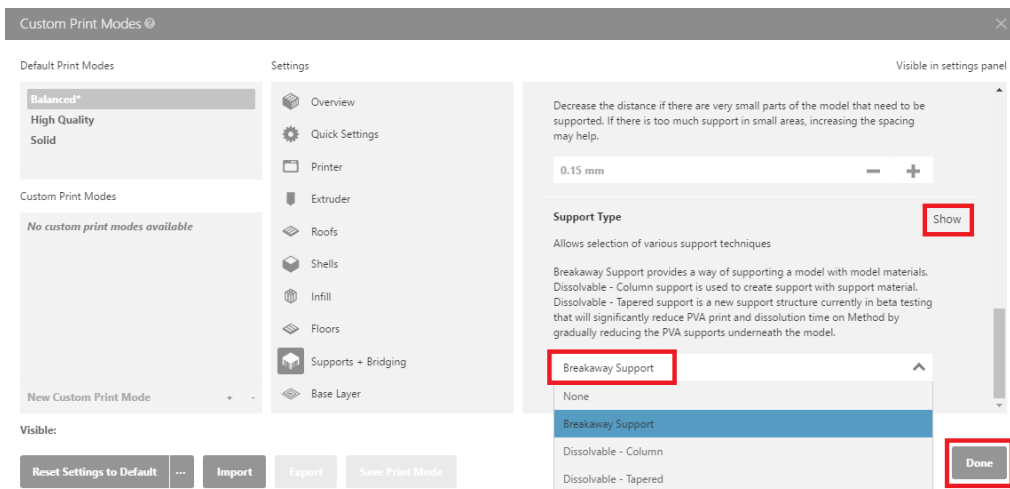 Custom Print Modes
Default Print Modes
Settings
Visible in settings panel
Balanced*
High Quality
Solid
Custom Print Modes
No custom print modes available
New Custom Print Mode + -
Overview
Quick Settings
Printer
Extruder
Roofs
Shells
Infill
Floors
Supports + Bridging
Base Layer
Decrease the distance if there are very small parts of the model that need to be
supported. If there is too much support in small areas, increasing the spacing
may help.
0.15 mm
Support Type
Show
Allows selection of various support techniques
Breakaway Support provides a way of supporting a model with model materials.
Dissolvable - Column support is used to create support with support material.
Dissolvable - Tapered support is a new support structure currently in beta testing
that will significantly reduce PVA print and dissolution time on Method by
gradually reducing the PVA supports underneath the model.
Breakaway Support
None
Breakaway Support
Dissolvable - Column
Dissolvable - Tapered
Visible:
Reset Settings to Default ...
Import
Export
Save Print Mode
Done